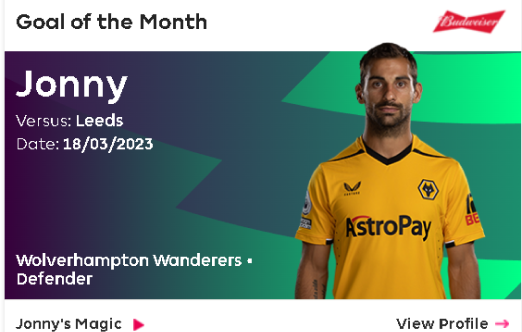 Goal of the Month
Budweiser
Jonny
Versus: Leeds
Date: 18/03/2023
AstroPay
BE
Wolverhampton Wanderers •
Defender
Jonny's Magic
View Profile